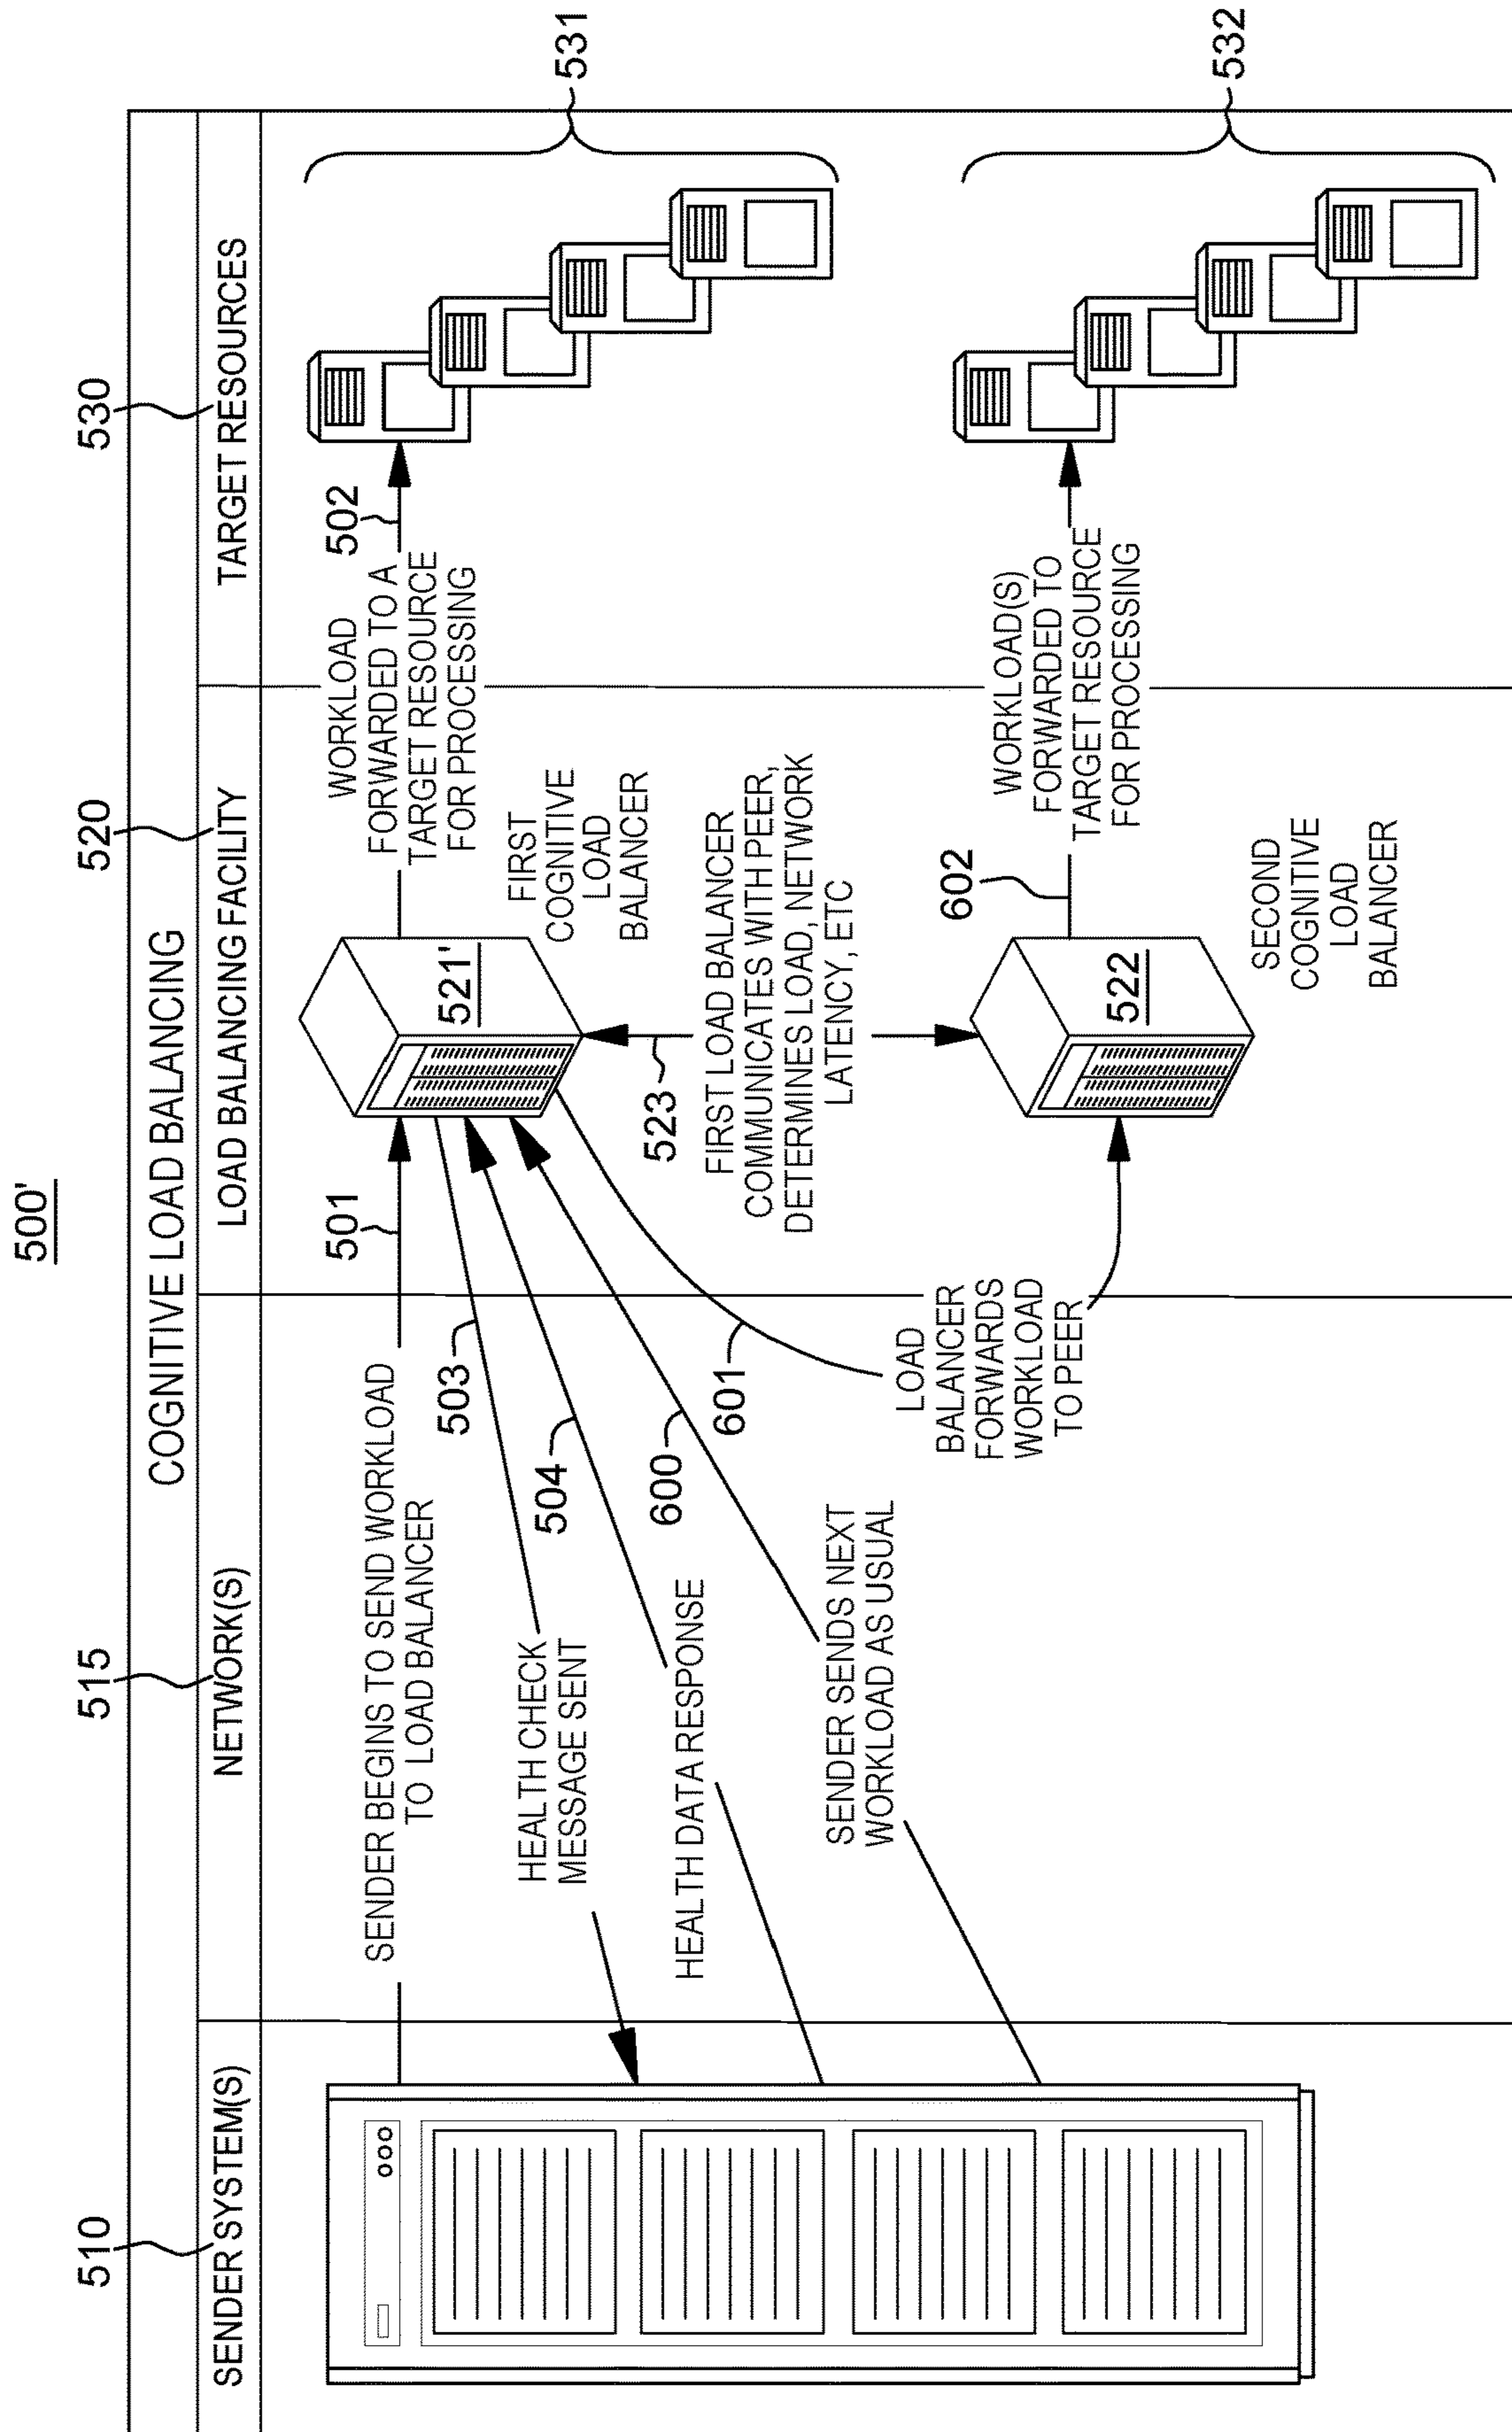 500'
COGNITIVE LOAD BALANCING
510
515
520
530
SENDER SYSTEM(S)
NETWORK(S)
LOAD BALANCING FACILITY
TARGET RESOURCES
SENDER BEGINS TO SEND WORKLOAD
TO LOAD BALANCER
501
HEALTH CHECK
MESSAGE SENT
503
HEALTH DATA RESPONSE
504
SENDER SENDS NEXT
WORKLOAD AS USUAL
600
601
LOAD
BALANCER
FORWARDS
WORKLOAD
TO PEER
521'
FIRST
COGNITIVE
LOAD
BALANCER
523
FIRST LOAD BALANCER
COMMUNICATES WITH PEER,
DETERMINES LOAD, NETWORK
LATENCY, ETC
522
SECOND
COGNITIVE
LOAD
BALANCER
WORKLOAD
FORWARDED TO A
TARGET RESOURCE
FOR PROCESSING
502
531
602
WORKLOAD(S)
FORWARDED TO
TARGET RESOURCE
FOR PROCESSING
532